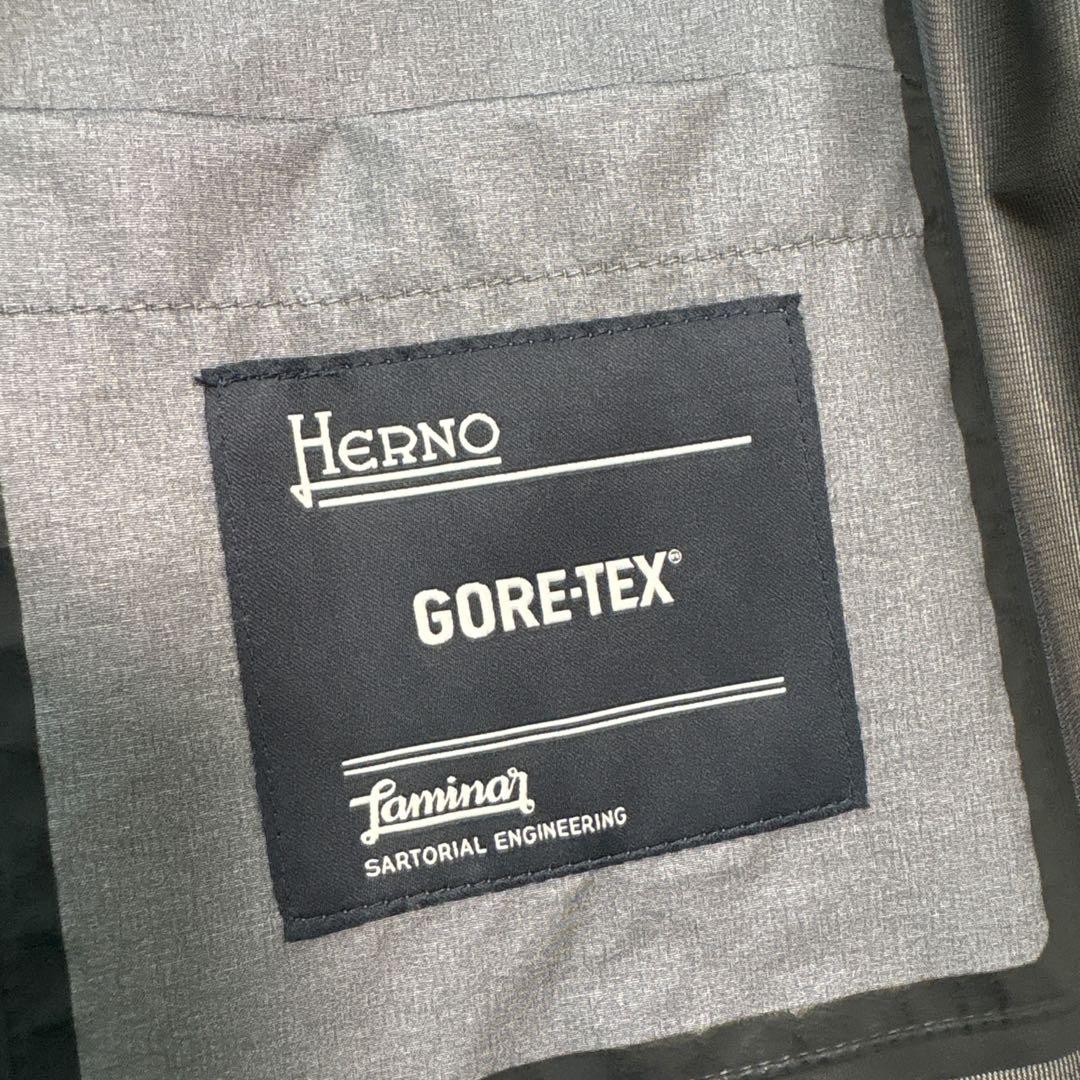 HERNO
GORE-TEX®
Laminar
SARTORIAL ENGINEERING